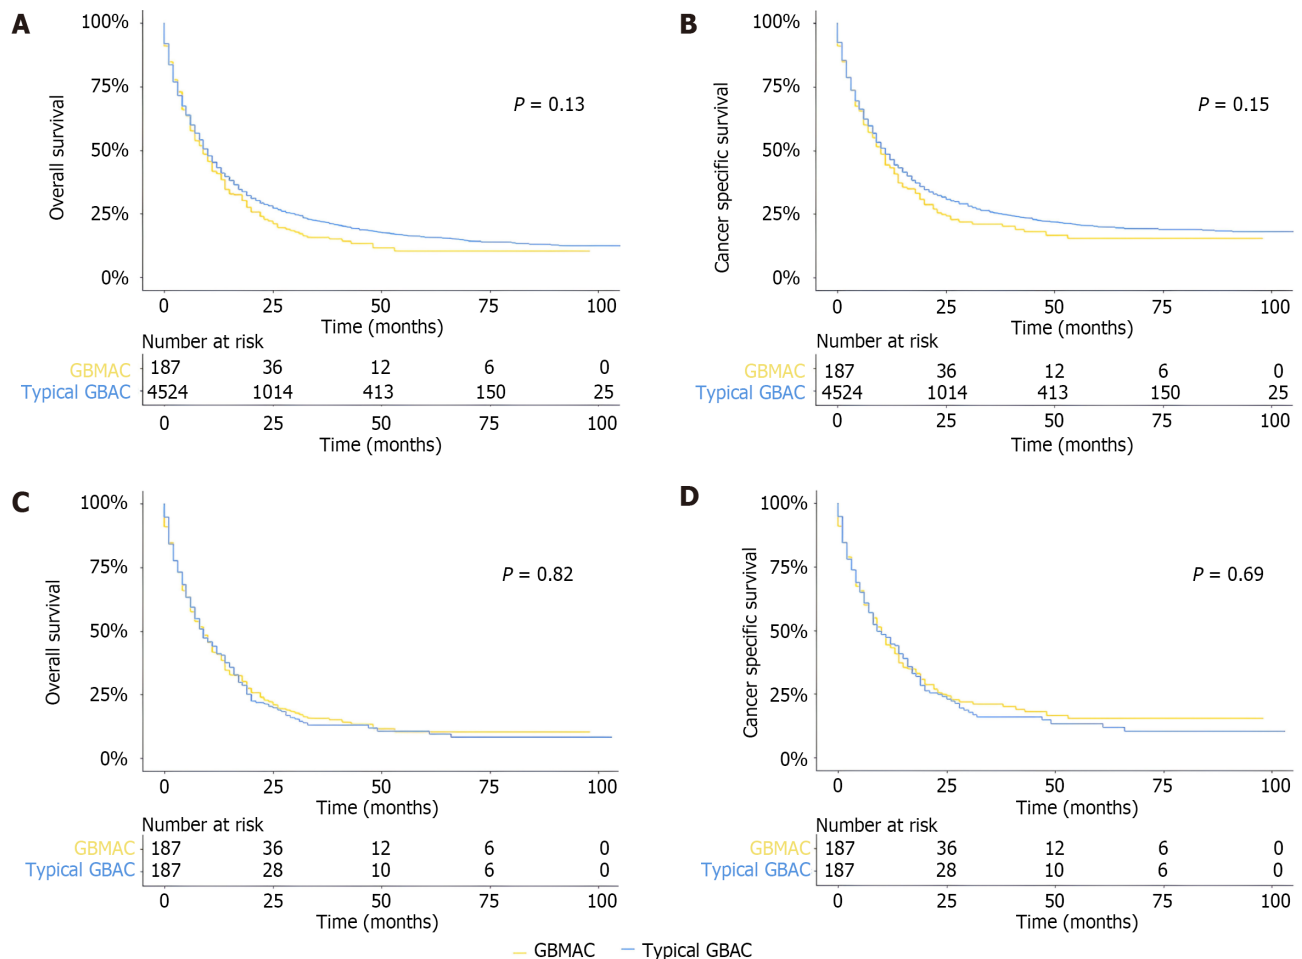 A
100%
75%
50%
25%
0%
Overall survival
P = 0.13
0 25 50 75 100
Time (months)
Number at risk
GBMAC 187 36 12 6 0
Typical GBAC 4524 1014 413 150 25
0 25 50 75 100
Time (months)
B
100%
75%
50%
25%
0%
Cancer specific survival
P = 0.15
0 25 50 75 100
Time (months)
Number at risk
GBMAC 187 36 12 6 0
Typical GBAC 4524 1014 413 150 25
0 25 50 75 100
Time (months)
C
100%
75%
50%
25%
0%
Overall survival
P = 0.82
0 25 50 75 100
Time (months)
Number at risk
GBMAC 187 36 12 6 0
Typical GBAC 187 28 10 6 0
0 25 50 75 100
Time (months)
D
100%
75%
50%
25%
0%
Cancer specific survival
P = 0.69
0 25 50 75 100
Time (months)
Number at risk
GBMAC 187 36 12 6 0
Typical GBAC 187 28 10 6 0
0 25 50 75 100
Time (months)
GBMAC Typical GBAC